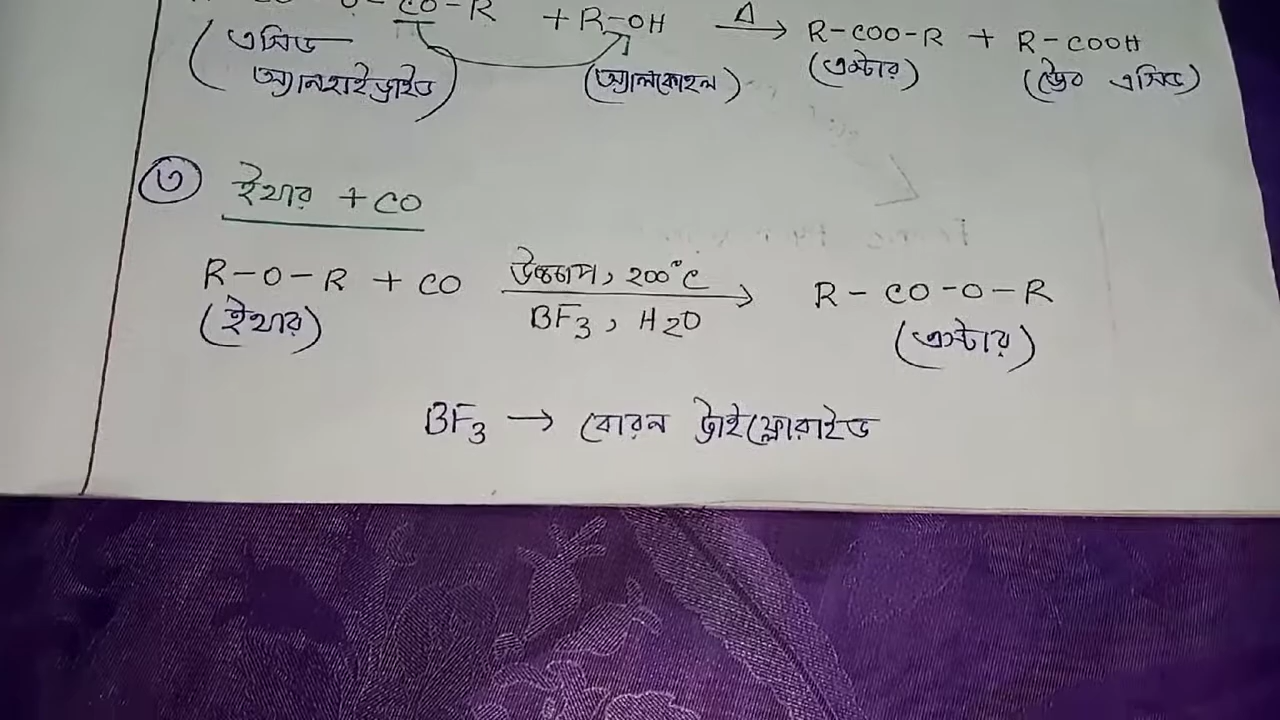 O-CO-R + R-OH Δ→ R-COO-R + R-COOH
(এসিড (এস্টার) (জৈব এসিড)
অ্যানহাইড্রাইড) (অ্যালকোহল)
৩ ইথার + CO
উচ্চচাপ, 200°C
R-O-R + CO → R-CO-O-R
BF3, H2O
(ইথার) (এস্টার)
BF3 → বোরন ট্রাইফ্লোরাইড